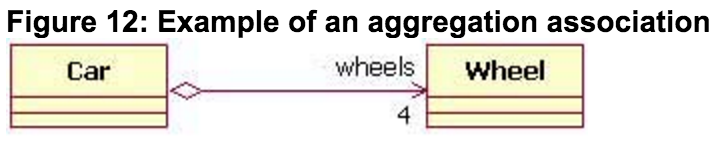 Figure 12: Example of an aggregation association
Car
wheels
Wheel
4